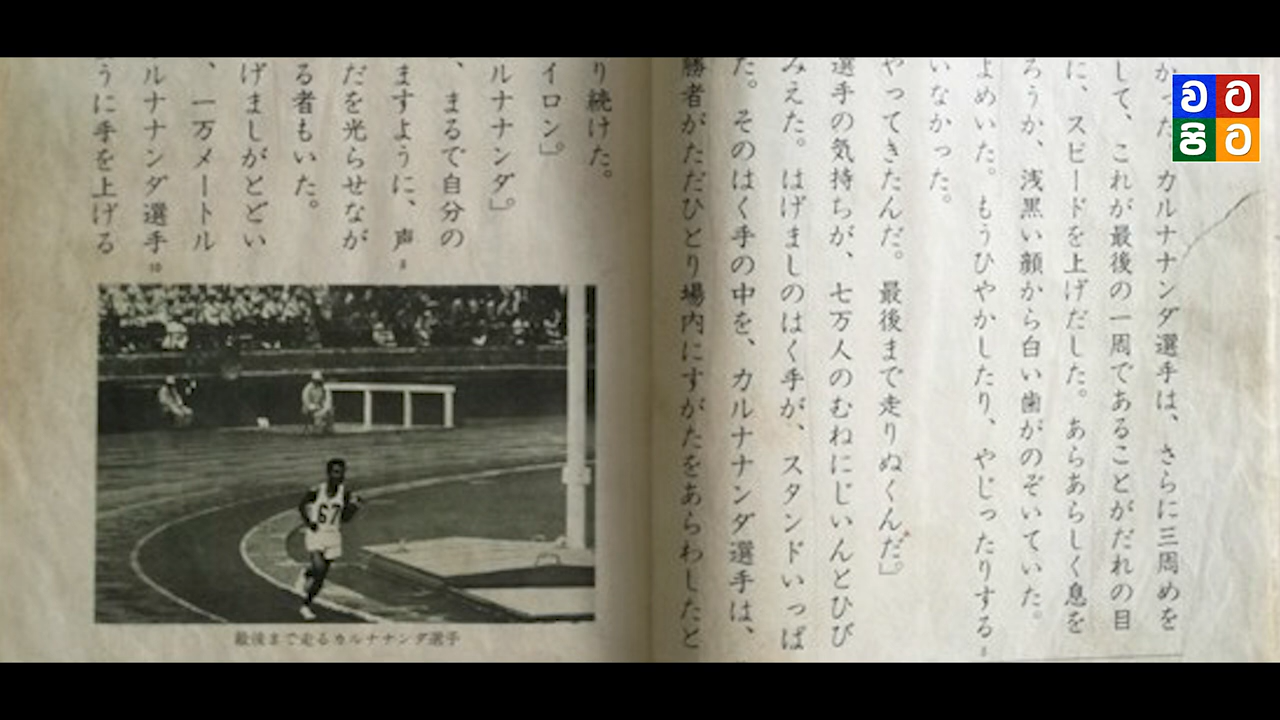 かった。カルナナンダ選手は、さらに三周めを
して、これが最後の一周であることがだれの目
に、スピードを上げだした。あらあらしく息を
ろうか、浅黒い顔から白い歯がのぞいていた。
よめいた。もうひやかしたり、やじったりする
いなかった。
やってきたんだ。最後まで走りぬくんだ。」
選手の気持ちが、七万人のむねにじいんとひび
みえた。はげましのはく手が、スタンドいっぱ
た。そのはく手の中を、カルナナンダ選手は、
勝者がただひとり場内にすがたをあらわしたと
り続けた。
イロン。」
ルナナンダ。」
、まるで自分の
ますように、声
だを光らせなが
る者もいた。
げましがとどい
、一万メートル
ルナナンダ選手
うに手を上げる
10
67
最後まで走るカルナナンダ選手
අ ඉ
ඃ අ